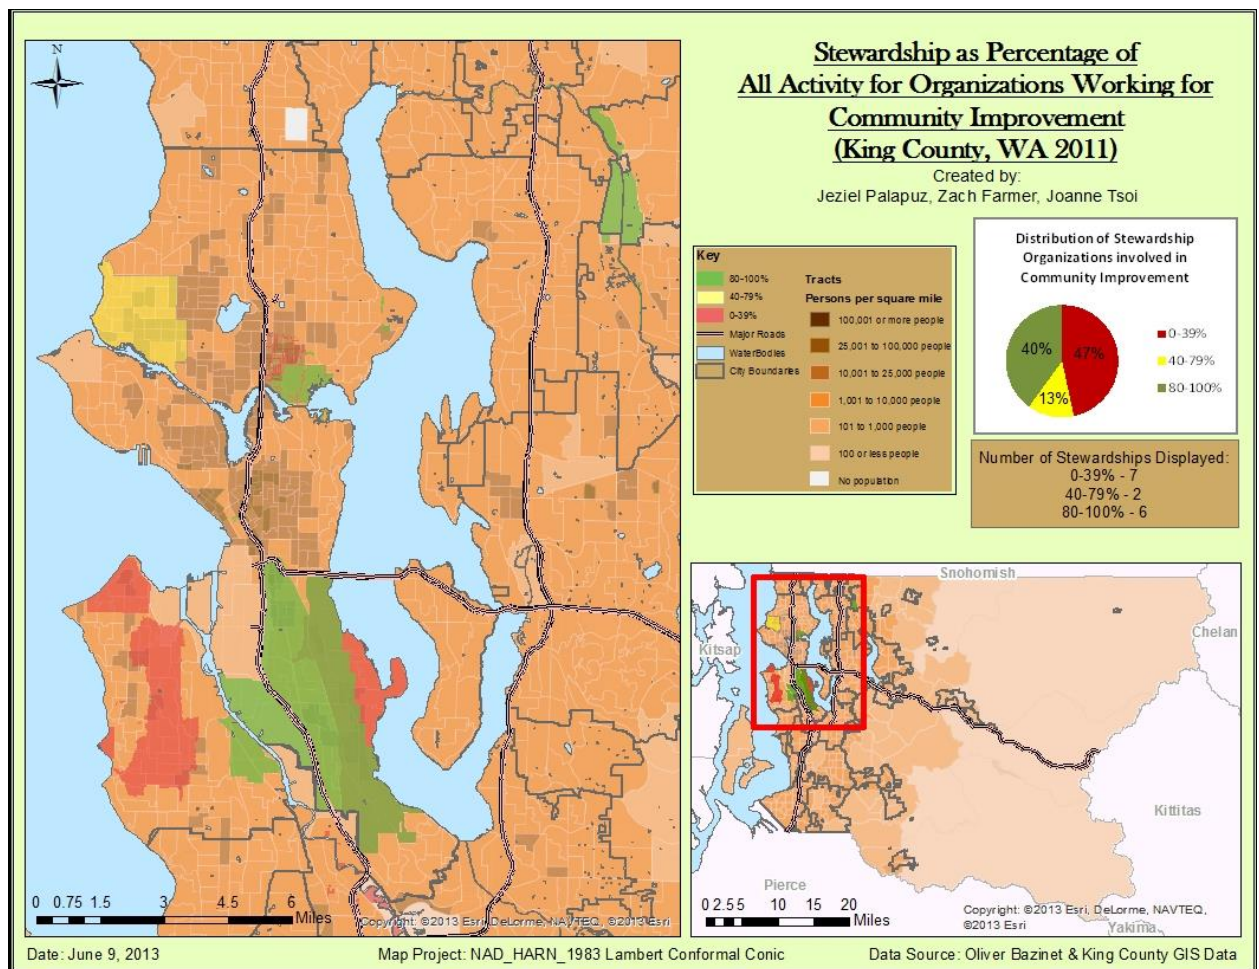 Stewardship as Percentage of
All Activity for Organizations Working for
Community Improvement
(King County, WA 2011)
Created by:
Jeziel Palapuz, Zach Farmer, Joanne Tsoi
N
Key
80-100%
40-79%
0-39%
Major Roads
WaterBodies
City Boundaries
Tracts
Persons per square mile
100,001 or more people
25,001 to 100,000 people
10,001 to 25,000 people
1,001 to 10,000 people
101 to 1,000 people
100 or less people
No population
Distribution of Stewardship
Organizations involved in
Community Improvement
40%
47%
13%
0-39%
40-79%
80-100%
Number of Stewardships Displayed:
0-39% - 7
40-79% - 2
80-100% - 6
Snohomish
Chelan
Kitsap
Kittitas
Pierce
Yakima
0 2.5 5 10 15 20
Miles
Copyright: ©2013 Esri, DeLorme, NAVTEQ,
©2013 Esri
0 0.75 1.5 3 4.5 6
Miles
Copyright: ©2013 Esri, DeLorme, NAVTEQ, ©2013 Esri
Date: June 9, 2013
Map Project: NAD_HARN_1983 Lambert Conformal Conic
Data Source: Oliver Bazinet & King County GIS Data